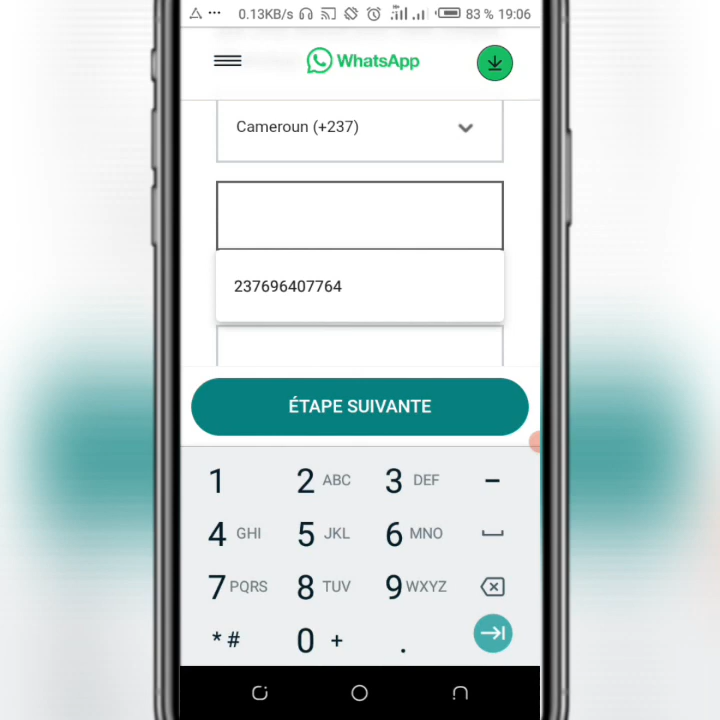 0.13KB/s 83 % 19:06
WhatsApp
Cameroun (+237)
237696407764
ÉTAPE SUIVANTE
1 2 ABC 3 DEF -
4 GHI 5 JKL 6 MNO
7 PQRS 8 TUV 9 WXYZ
* # 0 + .